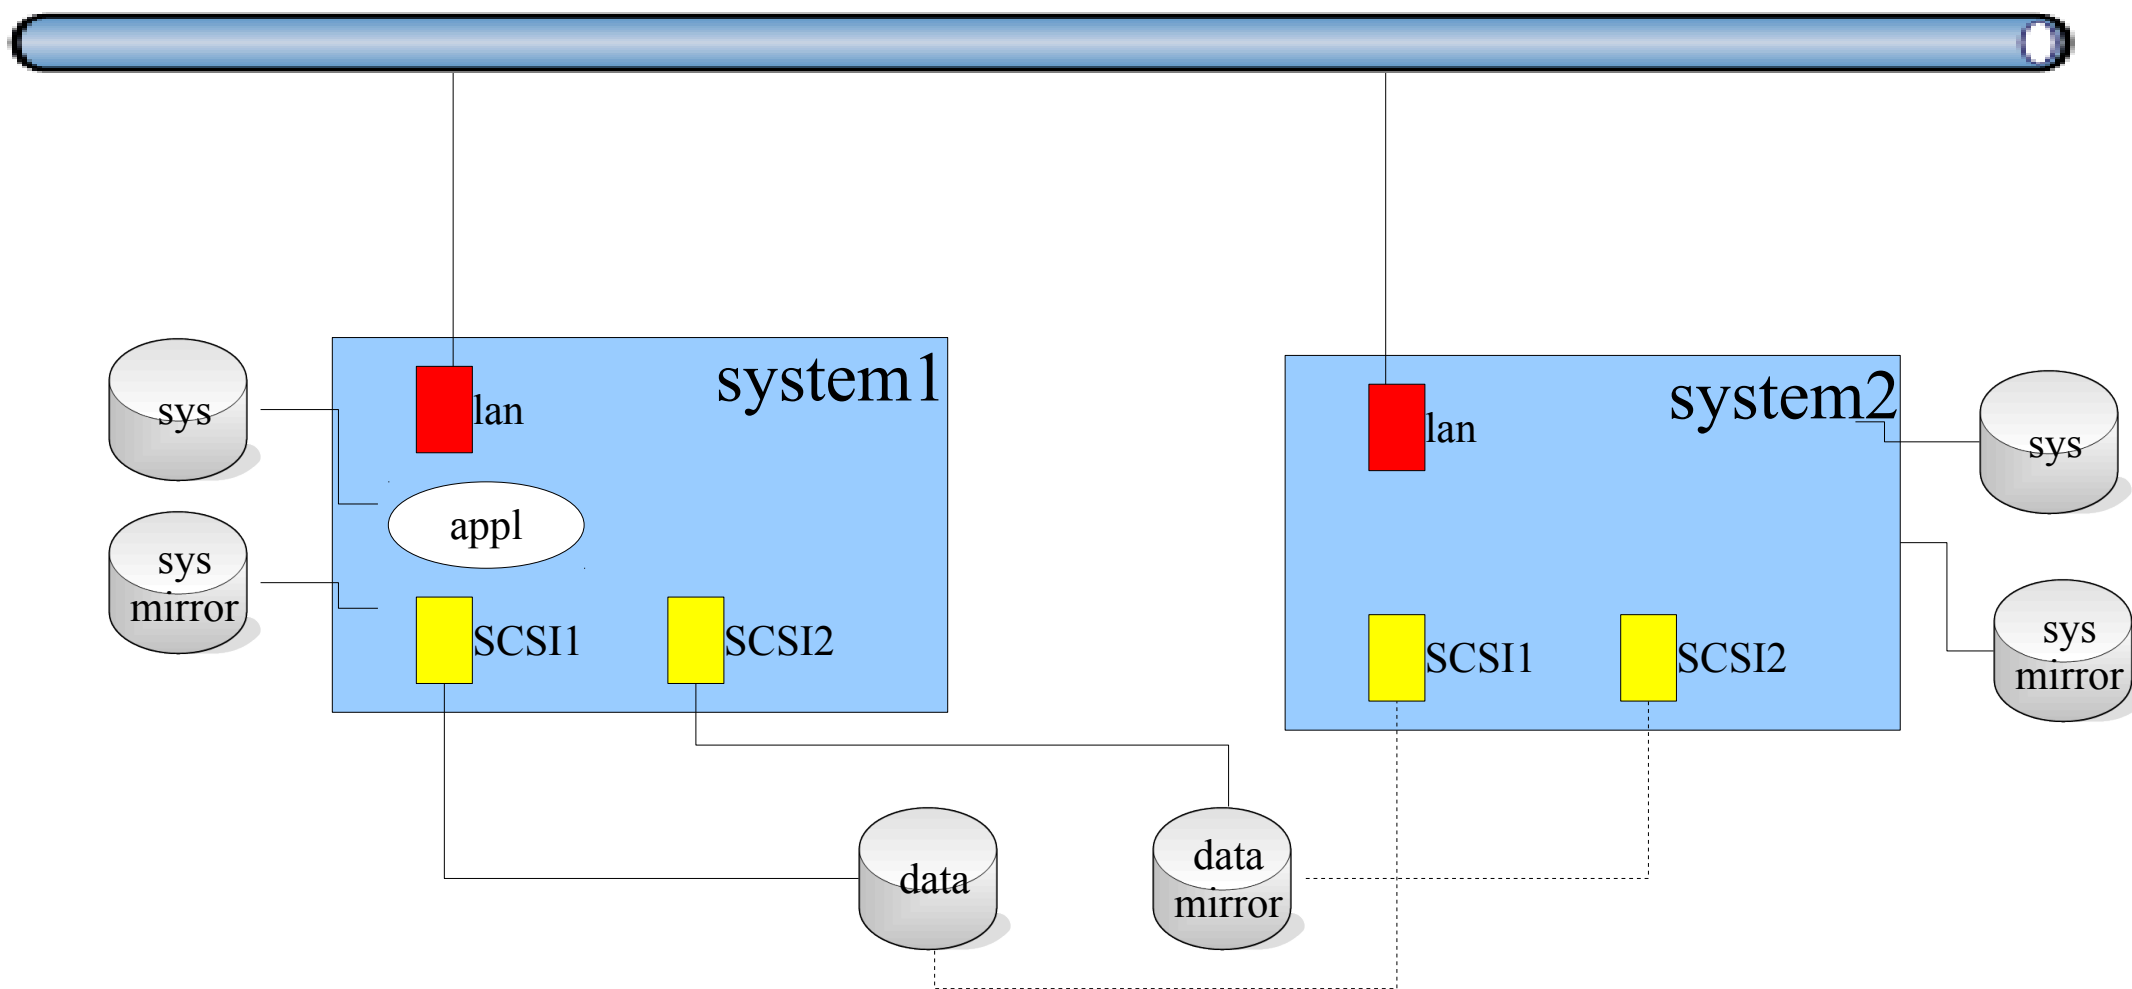 system1
lan
sys
appl
sys
mirror
SCSI1
SCSI2
system2
lan
sys
SCSI1
SCSI2
sys
mirror
data
data
mirror